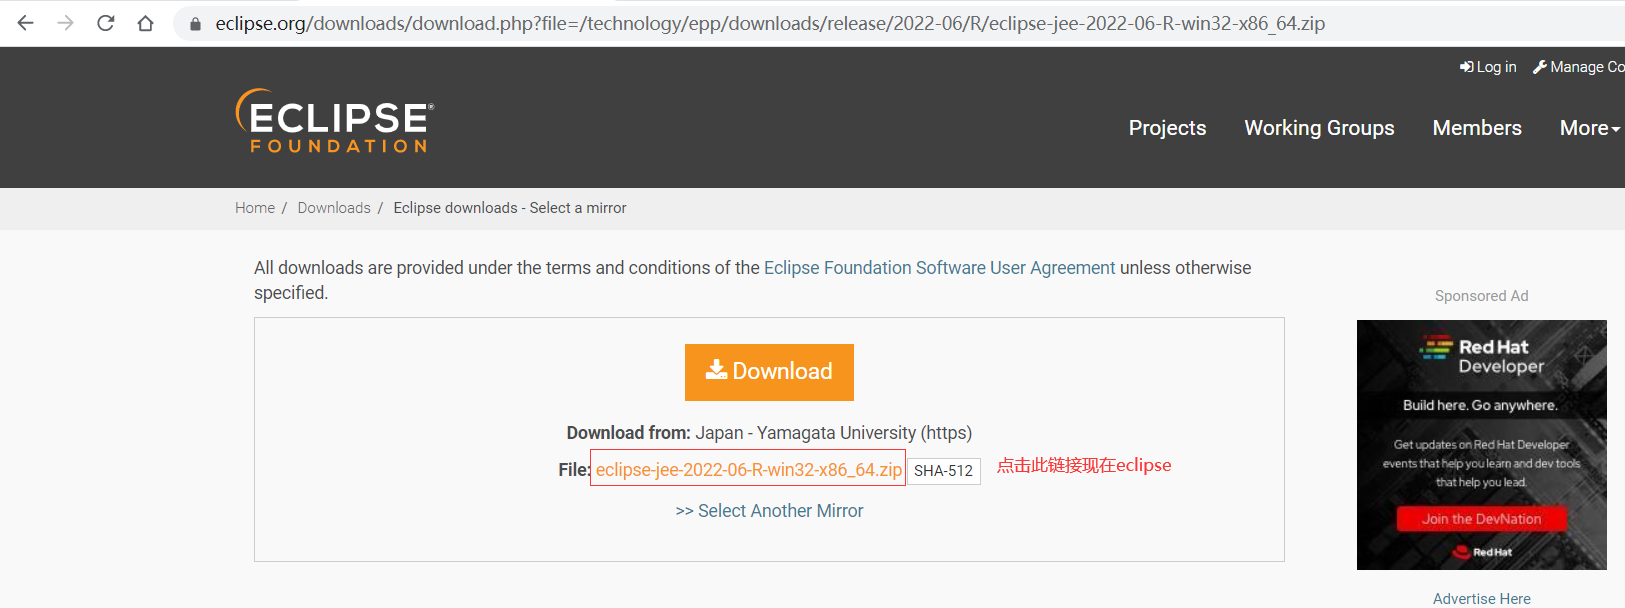 eclipse.org/downloads/download.php?file=/technology/epp/downloads/release/2022-06/R/eclipse-jee-2022-06-R-win32-x86_64.zip
Log in Manage Co
ECLIPSE®
FOUNDATION
Projects Working Groups Members More
Home / Downloads / Eclipse downloads - Select a mirror
All downloads are provided under the terms and conditions of the Eclipse Foundation Software User Agreement unless otherwise
specified.
Download
Download from: Japan - Yamagata University (https)
File: eclipse-jee-2022-06-R-win32-x86_64.zip SHA-512 点击此链接现在eclipse
>> Select Another Mirror
Sponsored Ad
Red Hat
Developer
Build here. Go anywhere.
Get updates on Red Hat Developer
events that help you learn and dev tools
that help you lead.
Join the DevNation
Red Hat
Advertise Here